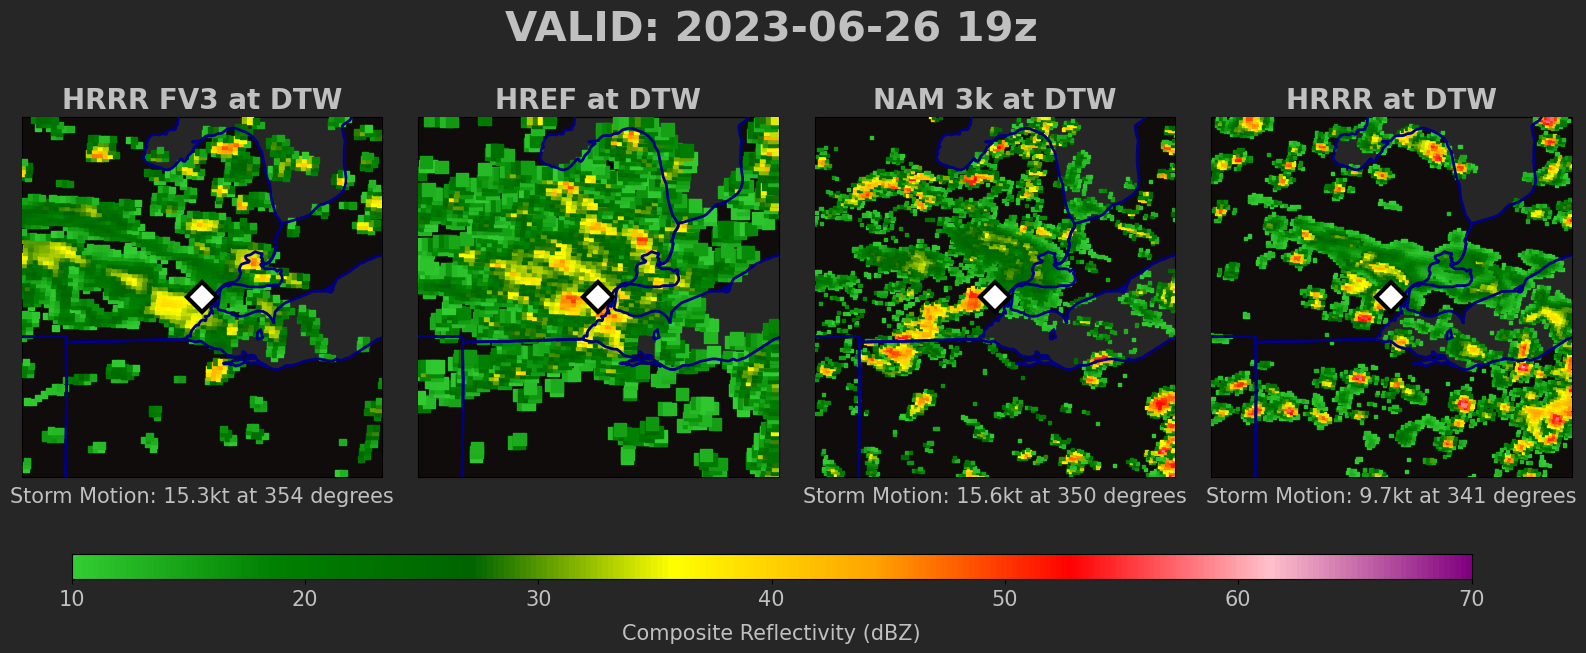 VALID: 2023-06-26 19z
HRRR FV3 at DTW
HREF at DTW
NAM 3k at DTW
HRRR at DTW
Storm Motion: 15.3kt at 354 degrees
Storm Motion: 15.6kt at 350 degrees
Storm Motion: 9.7kt at 341 degrees
10 20 30 40 50 60 70
Composite Reflectivity (dBZ)